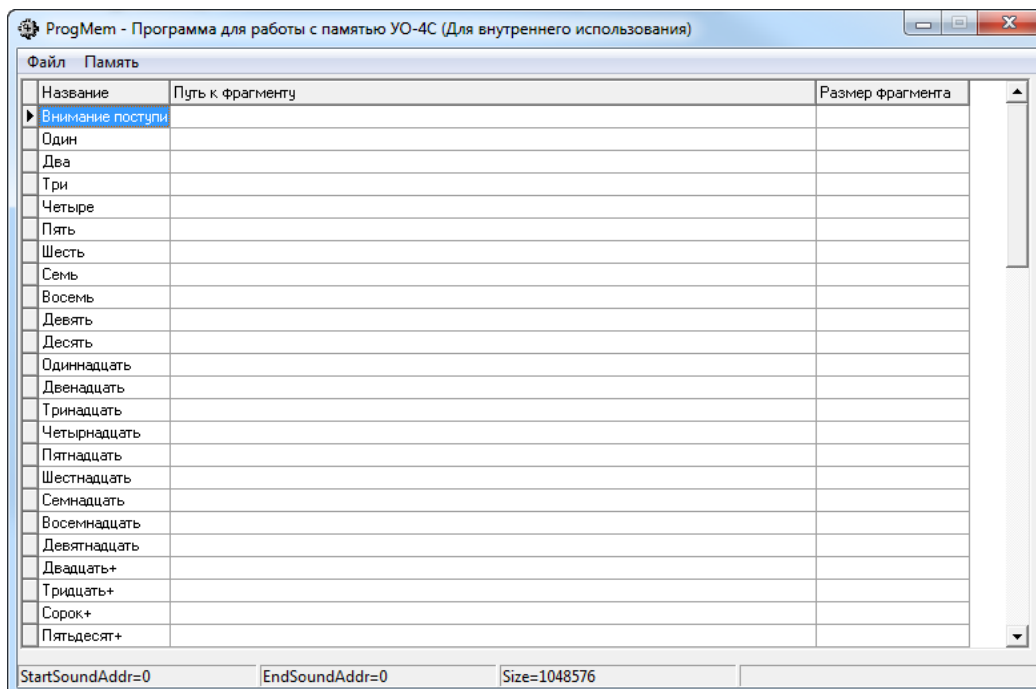 ProgMem - Программа для работы с памятью УО-4С (Для внутреннего использования)
Файл Память
Название Путь к фрагменту Размер фрагмента
Внимание поступи
Один
Два
Три
Четыре
Пять
Шесть
Семь
Восемь
Девять
Десять
Одиннадцать
Двенадцать
Тринадцать
Четырнадцать
Пятнадцать
Шестнадцать
Семнадцать
Восемнадцать
Девятнадцать
Двадцать+
Тридцать+
Сорок+
Пятьдесят+
StartSoundAddr=0 EndSoundAddr=0 Size=1048576